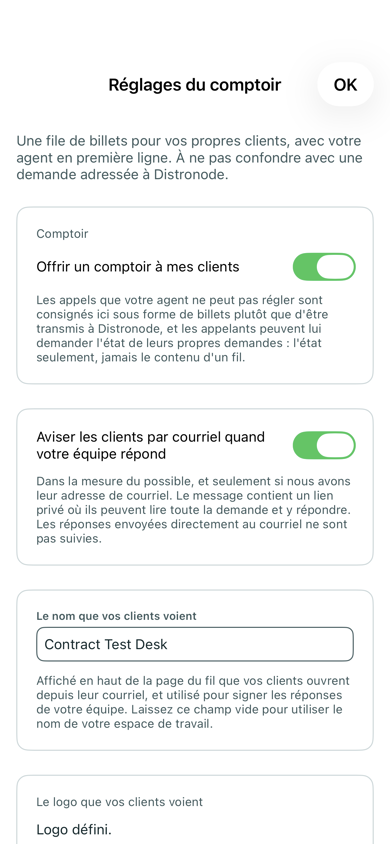 Réglages du comptoir
OK
Une file de billets pour vos propres clients, avec votre
agent en première ligne. À ne pas confondre avec une
demande adressée à Distronode.
Comptoir
Offrir un comptoir à mes clients
Les appels que votre agent ne peut pas régler sont
consignés ici sous forme de billets plutôt que d'être
transmis à Distronode, et les appelants peuvent lui
demander l'état de leurs propres demandes : l'état
seulement, jamais le contenu d'un fil.
Aviser les clients par courriel quand
votre équipe répond
Dans la mesure du possible, et seulement si nous avons
leur adresse de courriel. Le message contient un lien
privé où ils peuvent lire toute la demande et y répondre.
Les réponses envoyées directement au courriel ne sont
pas suivies.
Le nom que vos clients voient
Contract Test Desk
Affiché en haut de la page du fil que vos clients ouvrent
depuis leur courriel, et utilisé pour signer les réponses
de votre équipe. Laissez ce champ vide pour utiliser le
nom de votre espace de travail.
Le logo que vos clients voient
Logo défini.